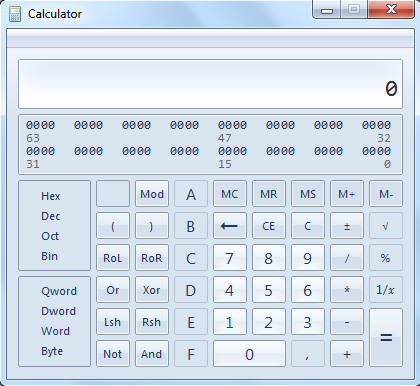 Calculator
0
0000 0000 0000 0000 0000 0000 0000 0000
63 47 32
0000 0000 0000 0000 0000 0000 0000 0000
31 15 0
Hex
Dec
Oct
Bin
Qword
Dword
Word
Byte
Mod A MC MR MS M+ M-
( ) B ← CE C ± √
RoL RoR C 7 8 9 / %
Or Xor D 4 5 6 * 1/x
Lsh Rsh E 1 2 3 - =
Not And F 0 , +